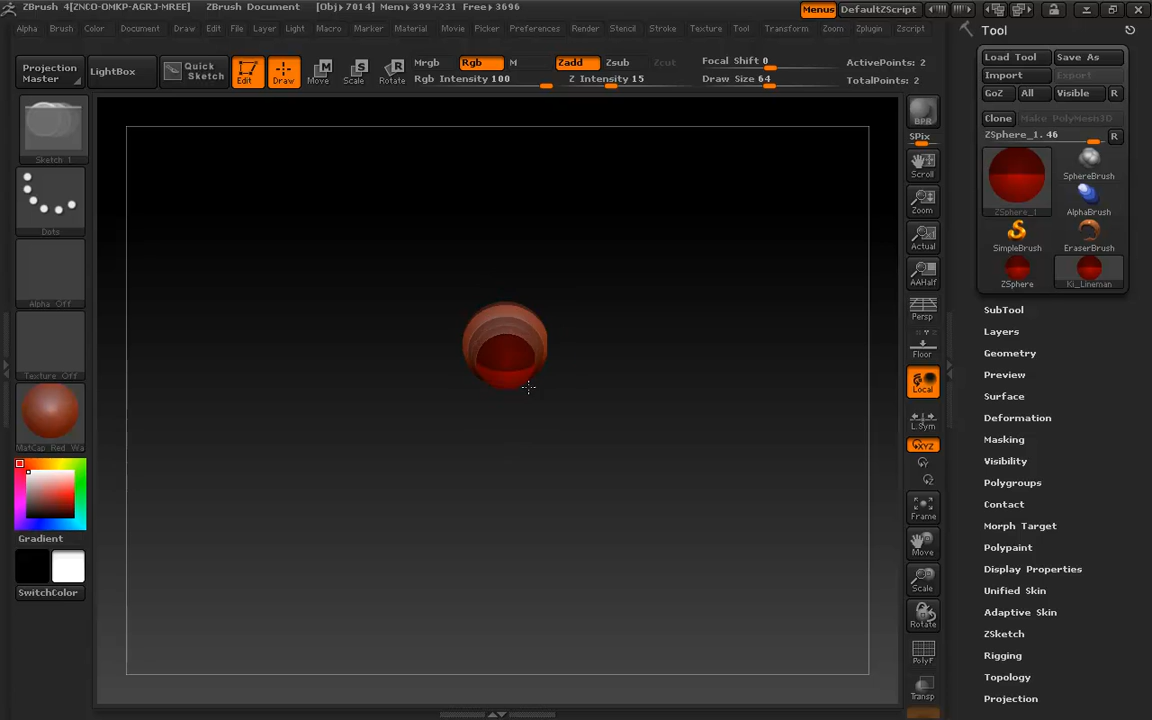 ZBrush 4[ZNCO-OMKP-AGRJ-MREE] ZBrush Document [Obj▸7014] Mem▸399+231 Free▸3696 Menus DefaultZScript
Alpha Brush Color Document Draw Edit File Layer Light Macro Marker Material Movie Picker Preferences Render Stencil Stroke Texture Tool Transform Zoom Zplugin Zscript
Projection Master
LightBox
Quick Sketch
Edit
Draw
Move
Scale
Rotate
Mrgb Rgb M Zadd Zsub Zcut Focal Shift 0 ActivePoints: 2
Rgb Intensity 100 Z Intensity 15 Draw Size 64 TotalPoints: 2
Sketch 1
Dots
Alpha Off
Texture Off
MatCap Red Wa
Gradient
SwitchColor
BPR
SPix
Scroll
Zoom
Actual
AAHalf
Persp
Floor
Local
L.Sym
XYZ
Y
Z
Frame
Move
Scale
Rotate
PolyF
Transp
Tool
Load Tool Save As
Import Export
GoZ All Visible R
Clone Make PolyMesh3D
ZSphere_1. 46 R
ZSphere_1
SphereBrush
AlphaBrush
SimpleBrush EraserBrush
ZSphere Ki_Lineman
SubTool
Layers
Geometry
Preview
Surface
Deformation
Masking
Visibility
Polygroups
Contact
Morph Target
Polypaint
Display Properties
Unified Skin
Adaptive Skin
ZSketch
Rigging
Topology
Projection